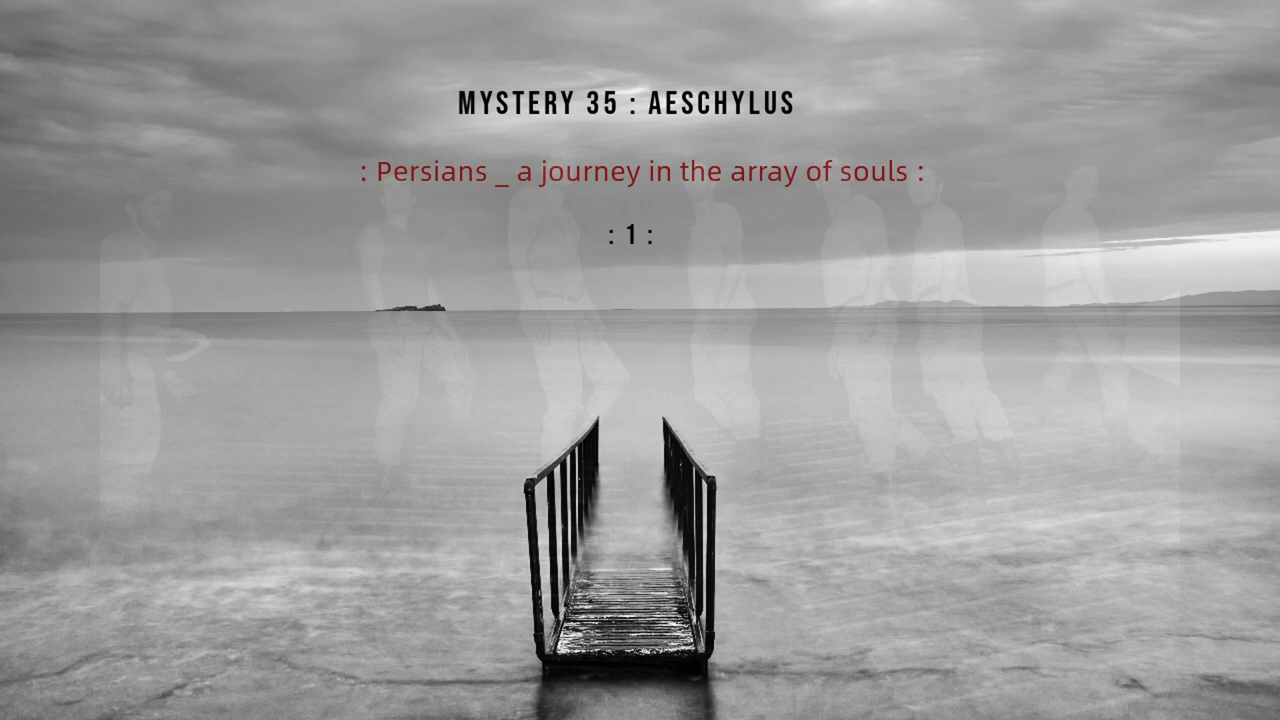 MYSTERY 35 : AESCHYLUS
: Persians _ a journey in the array of souls :
: 1 :